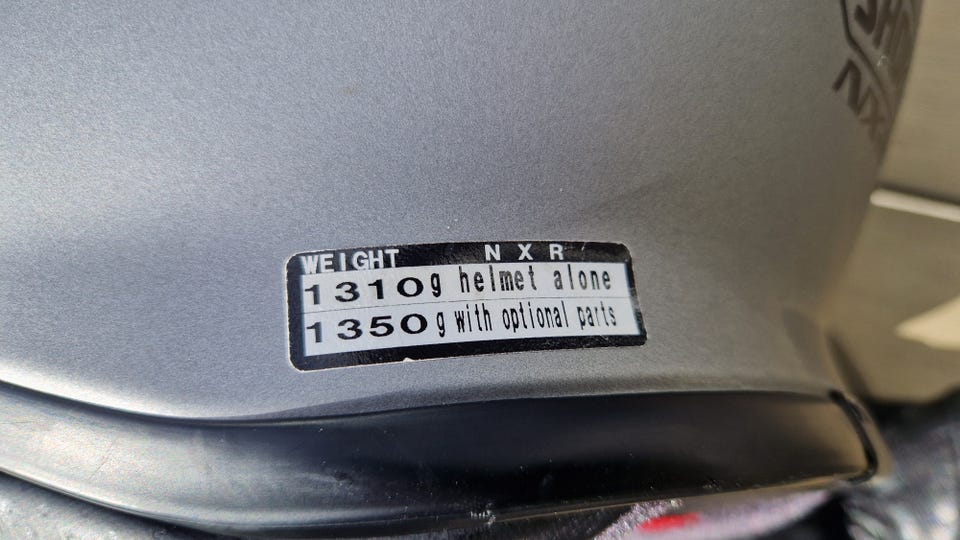 WEIGHT NXR
1310g helmet alone
1350g with optional parts